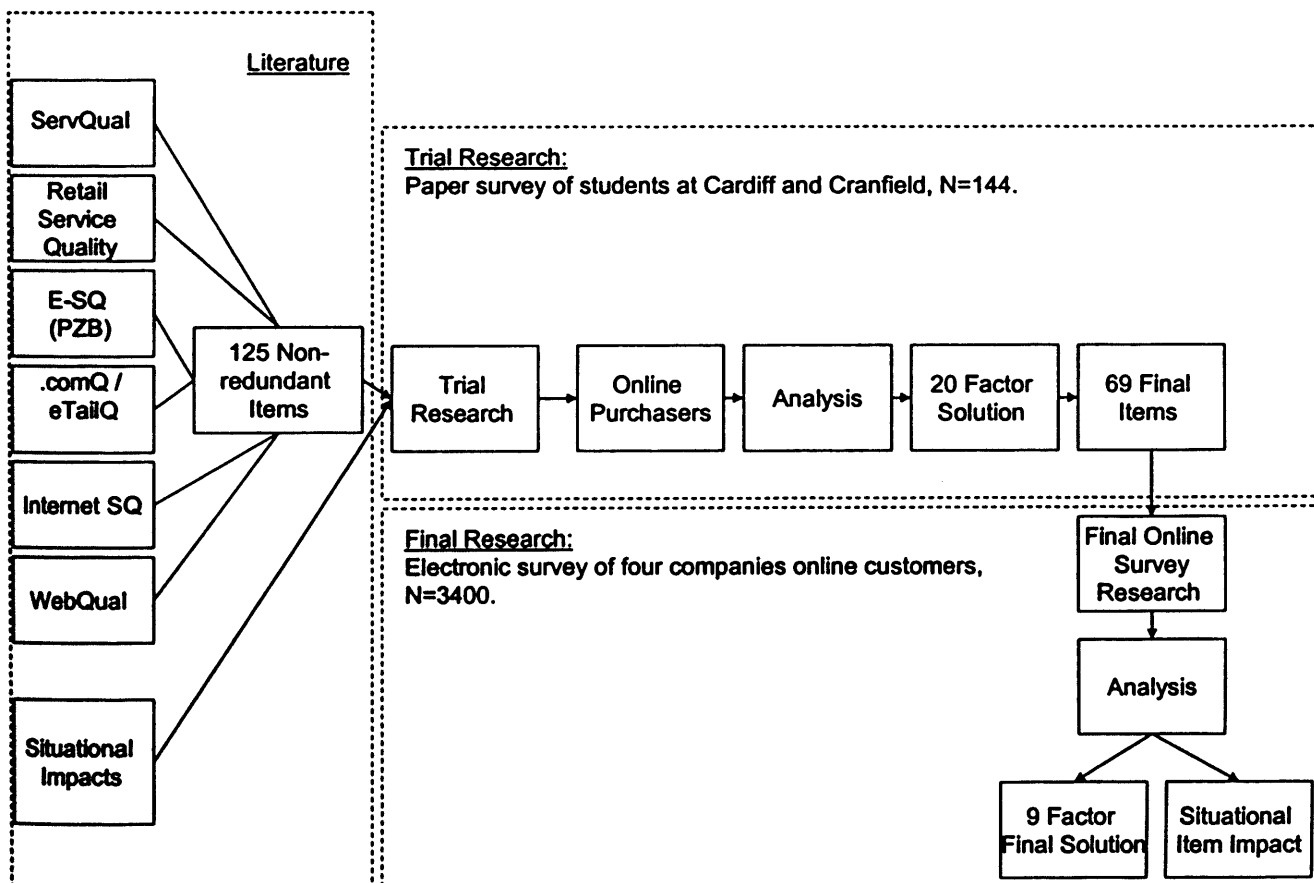 Literature
ServQual
Retail
Service
Quality
E-SQ
(PZB)
.comQ /
eTailQ
Internet SQ
WebQual
Situational
Impacts
125 Non-
redundant
Items
Trial Research:
Paper survey of students at Cardiff and Cranfield, N=144.
Trial
Research
Online
Purchasers
Analysis
20 Factor
Solution
69 Final
Items
Final Research:
Electronic survey of four companies online customers,
N=3400.
Final Online
Survey
Research
Analysis
9 Factor
Final Solution
Situational
Item Impact